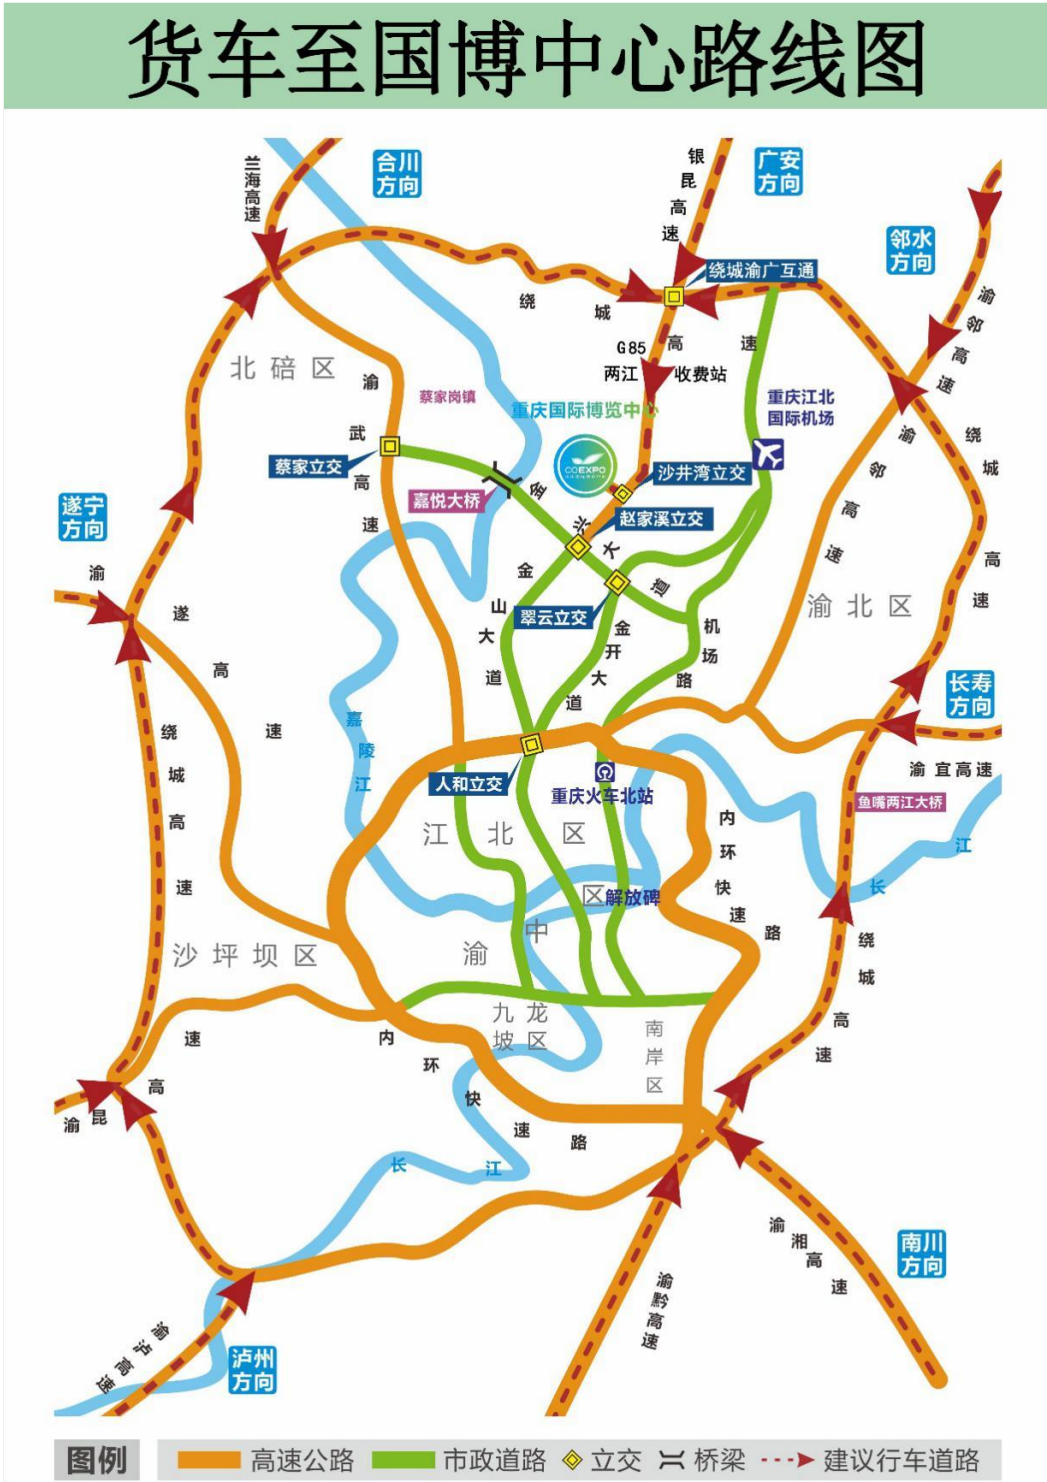 货车至国博中心路线图
兰海高速
合川
方向
银昆高速
广安
方向
邻水
方向
绕城渝广互通
绕城高速
渝邻高速
G85
两江 收费站
北碚区
渝武高速
蔡家岗镇
重庆国际博览中心
重庆江北
国际机场
COEXPO
绕城高速
渝邻高速
蔡家立交
嘉悦大桥
沙井湾立交
赵家溪立交
金兴大道
遂宁
方向
渝遂高速
金山大道
翠云立交
金开大道
机场路
渝北区
长寿
方向
渝宜高速
嘉陵江
绕城高速
人和立交
重庆火车北站
鱼嘴两江大桥
江北区
内环快速路
长江
解放碑
渝中区
沙坪坝区
绕城高速
九龙
坡区
南岸区
内环快速路
渝昆高速
长江
渝湘高速
南川
方向
渝黔高速
渝泸高速
泸州
方向
图例 高速公路 市政道路 立交 桥梁 建议行车道路